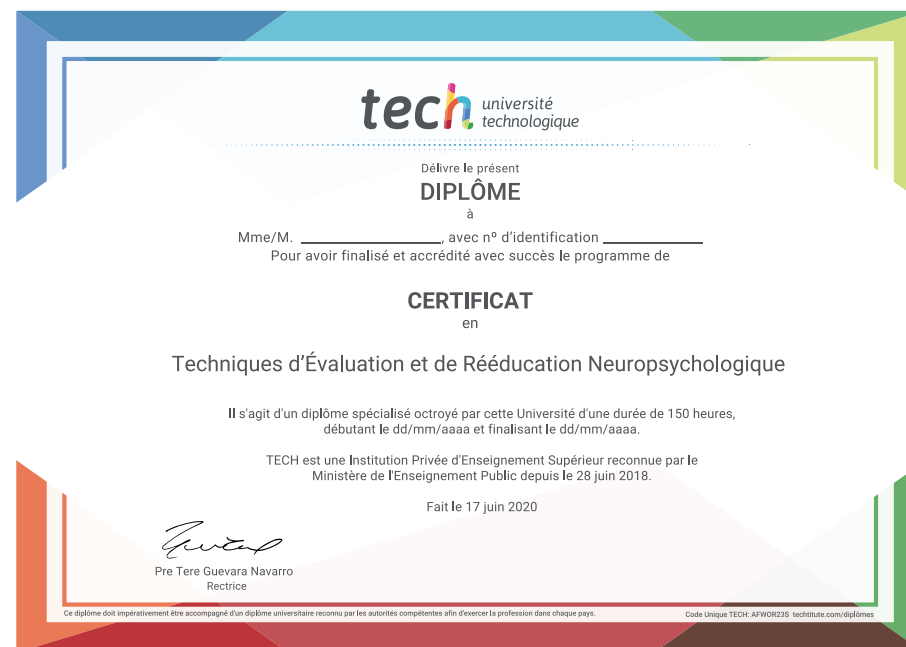 tech université
technologique
Délivre le présent
DIPLÔME
à
Mme/M. ____________________, avec nº d'identification ______________
Pour avoir finalisé et accrédité avec succès le programme de
CERTIFICAT
en
Techniques d'Évaluation et de Rééducation Neuropsychologique
Il s'agit d'un diplôme spécialisé octroyé par cette Université d'une durée de 150 heures,
débutant le dd/mm/aaaa et finalisant le dd/mm/aaaa.
TECH est une Institution Privée d'Enseignement Supérieur reconnue par le
Ministère de l'Enseignement Public depuis le 28 juin 2018.
Fait le 17 juin 2020
Pre Tere Guevara Navarro
Rectrice
Ce diplôme doit impérativement être accompagné d'un diplôme universitaire reconnu par les autorités compétentes afin d'exercer la profession dans chaque pays.
Code Unique TECH: AFWOR23S techtitute.com/diplômes